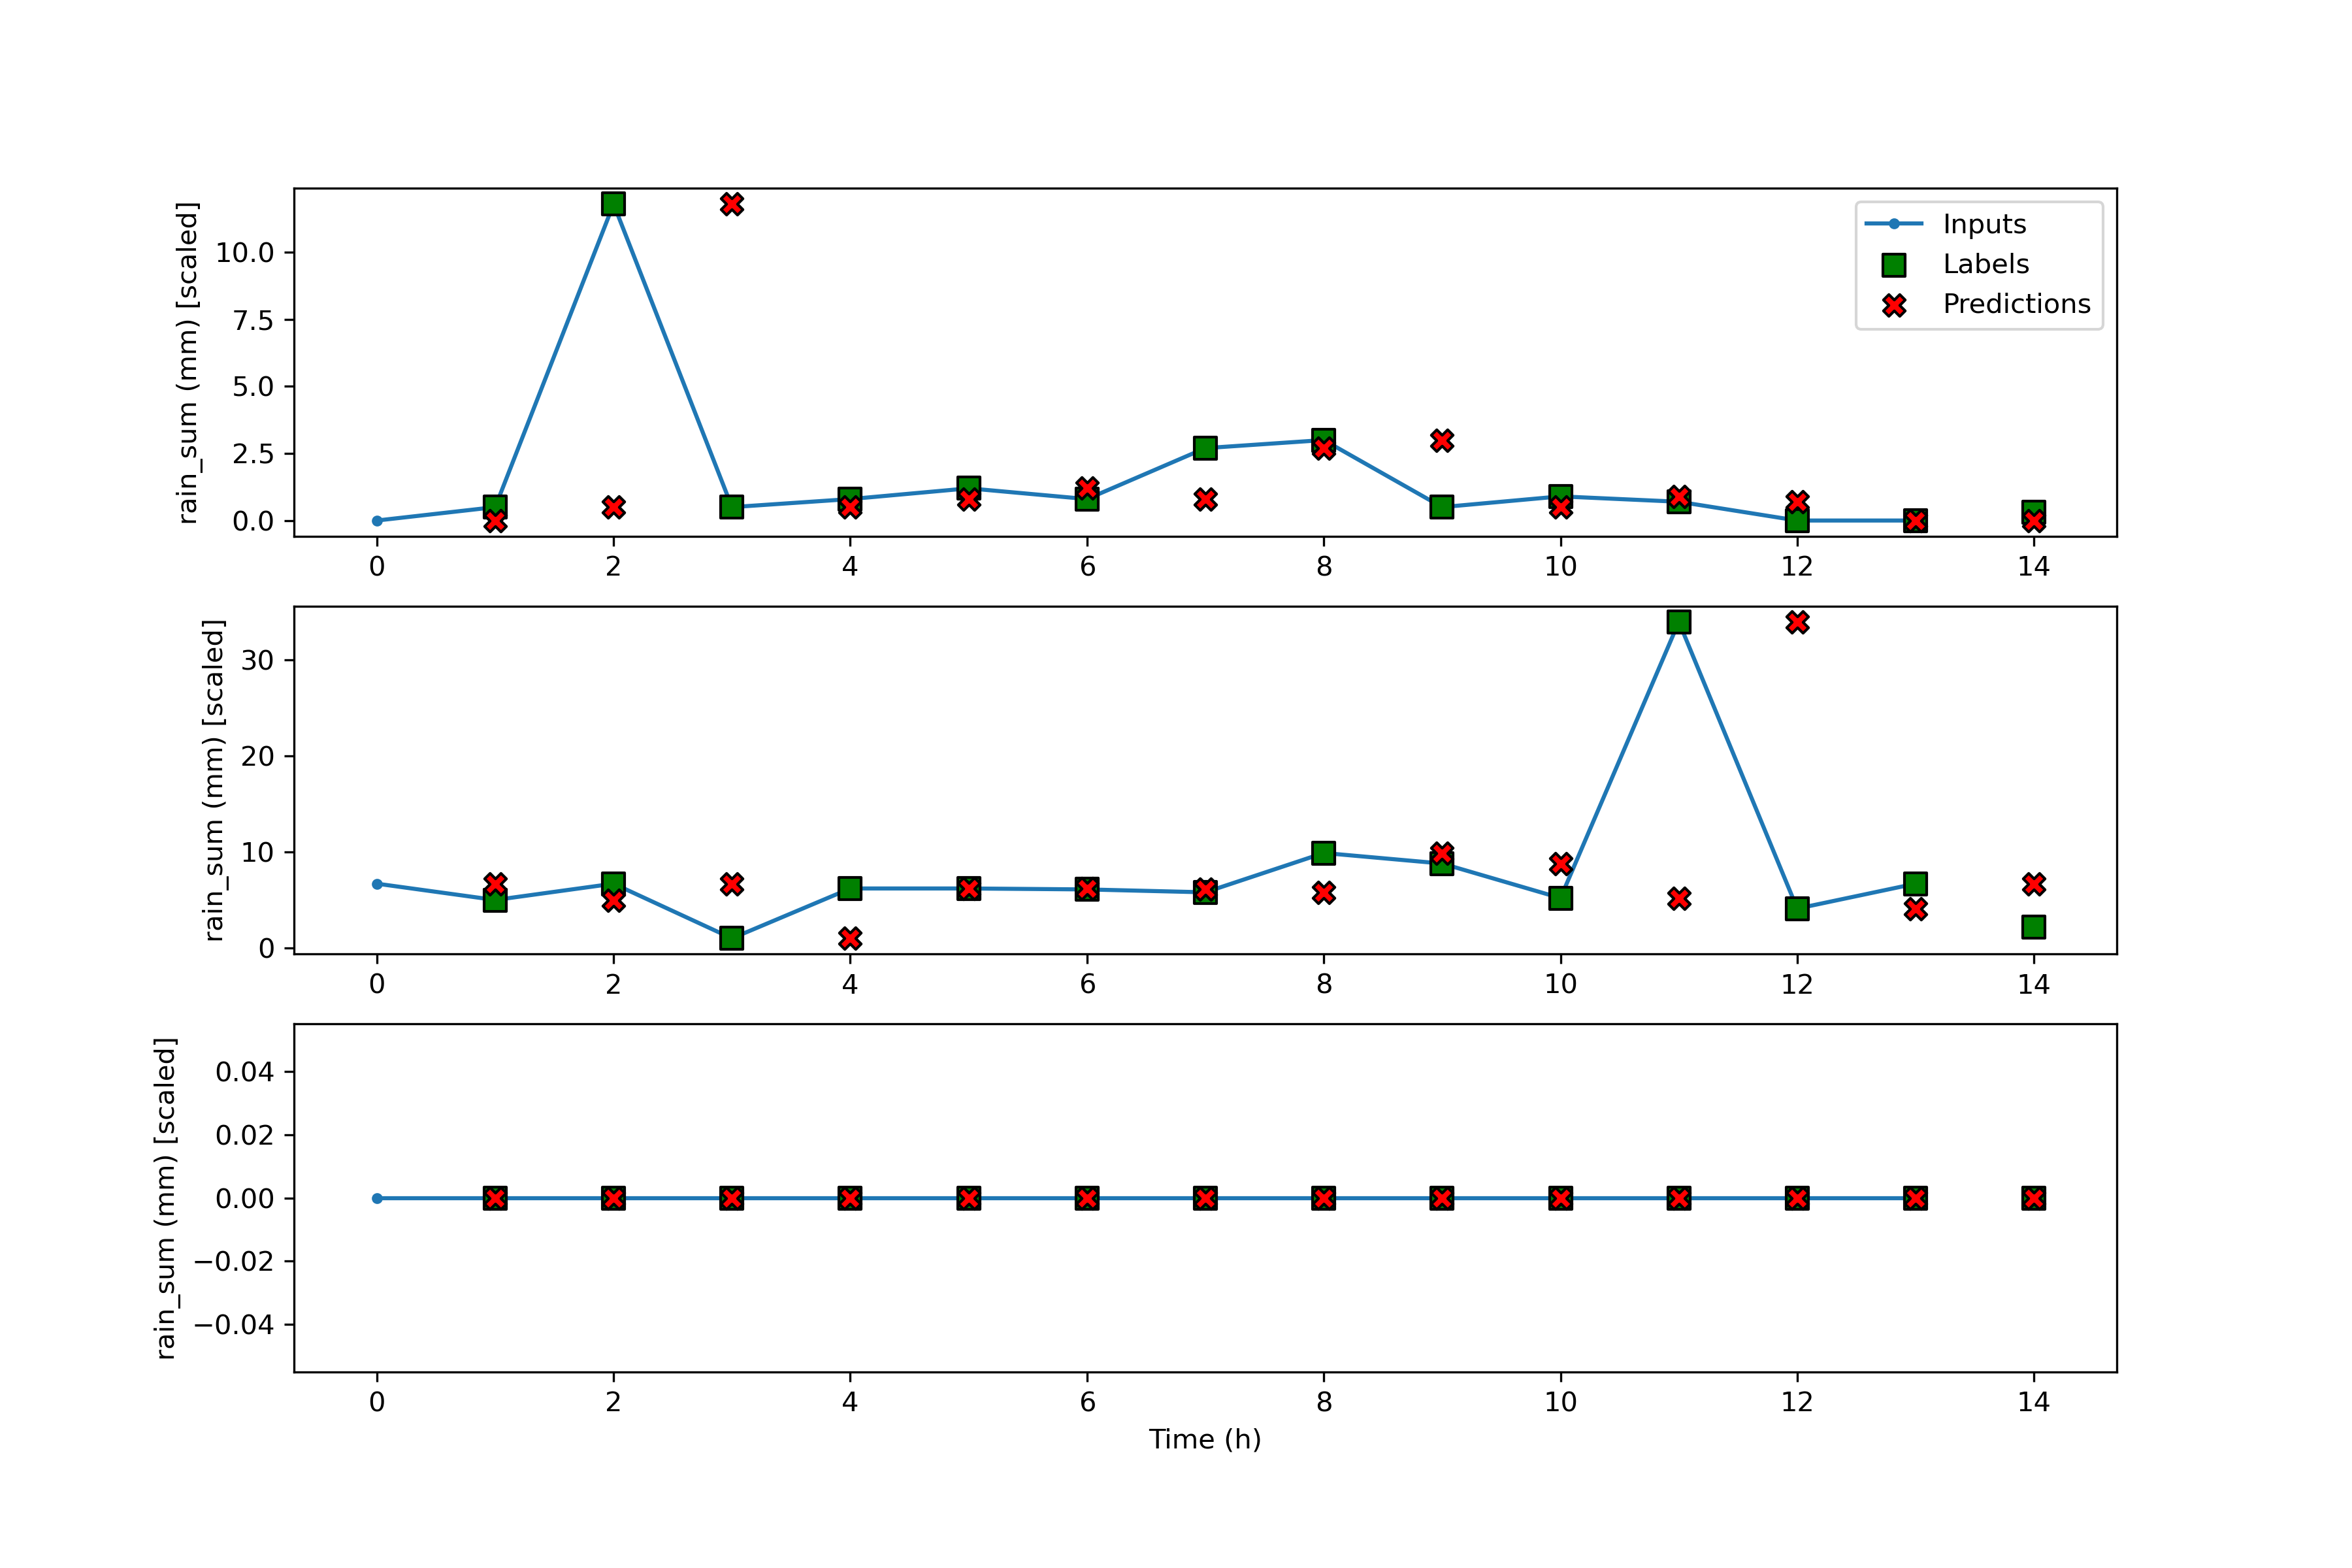 rain_sum (mm) [scaled]
10.0
7.5
5.0
2.5
0.0
Inputs
Labels
Predictions
0 2 4 6 8 10 12 14
rain_sum (mm) [scaled]
30
20
10
0
0 2 4 6 8 10 12 14
rain_sum (mm) [scaled]
0.04
0.02
0.00
−0.02
−0.04
0 2 4 6 8 10 12 14
Time (h)